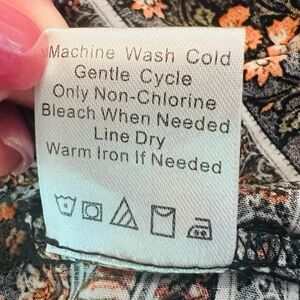 Machine Wash Cold
Gentle Cycle
Only Non-Chlorine
Bleach When Needed
Line Dry
Warm Iron If Needed